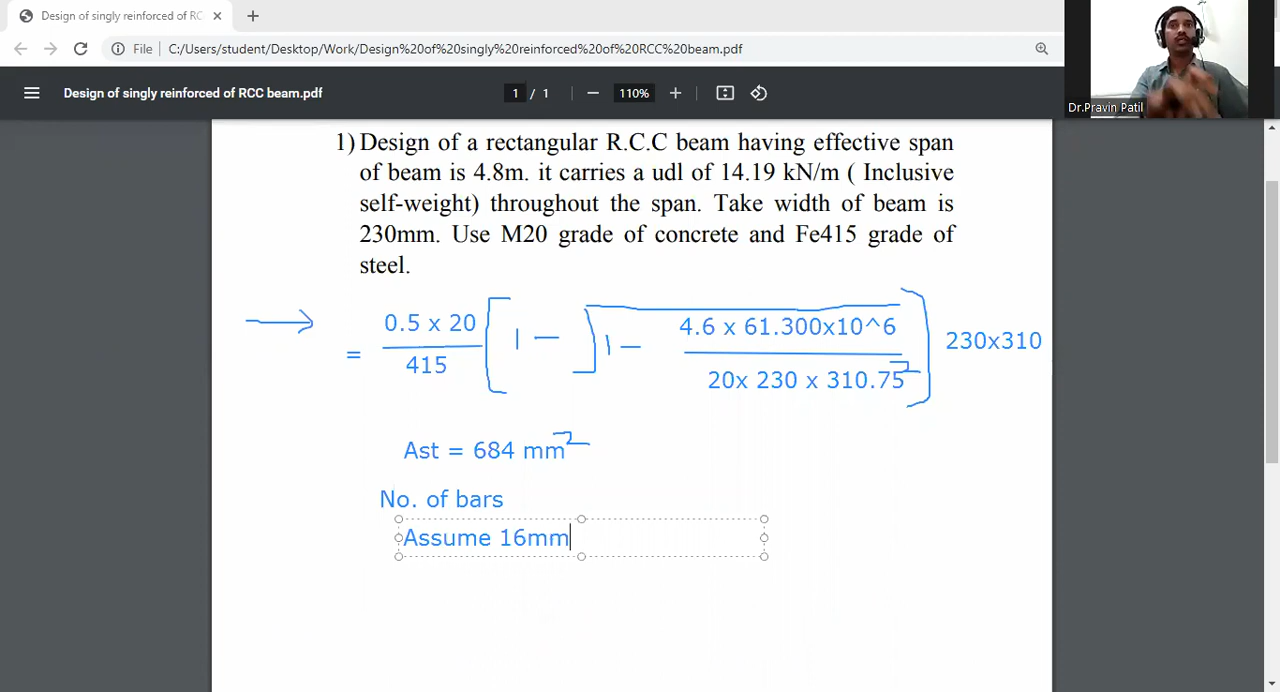 Design of singly reinforced of RC
File C:/Users/student/Desktop/Work/Design%20of%20singly%20reinforced%20of%20RCC%20beam.pdf
Dr.Pravin Patil
Design of singly reinforced of RCC beam.pdf
1 / 1
110%
1) Design of a rectangular R.C.C beam having effective span
of beam is 4.8m. it carries a udl of 14.19 kN/m ( Inclusive
self-weight) throughout the span. Take width of beam is
230mm. Use M20 grade of concrete and Fe415 grade of
steel.
0.5 x 20
4.6 x 61.300x10^6
= [ 1 - √ 1 - ] 230x310
415
20x 230 x 310.75²
Ast = 684 mm²
No. of bars
Assume 16mm